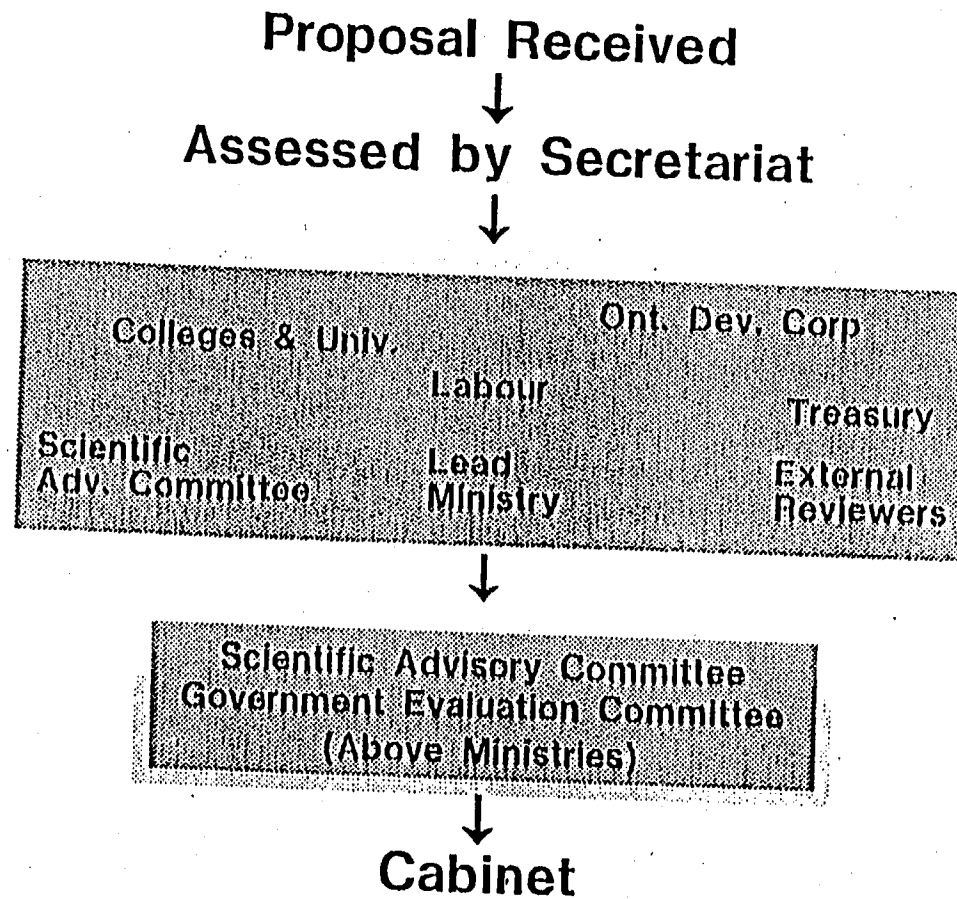 Proposal Received
Assessed by Secretariat
Colleges & Univ.
Ont. Dev. Corp
Labour
Treasury
Scientific
Adv. Committee
Lead
Ministry
External
Reviewers
Scientific Advisory Committee
Government Evaluation Committee
(Above Ministries)
Cabinet